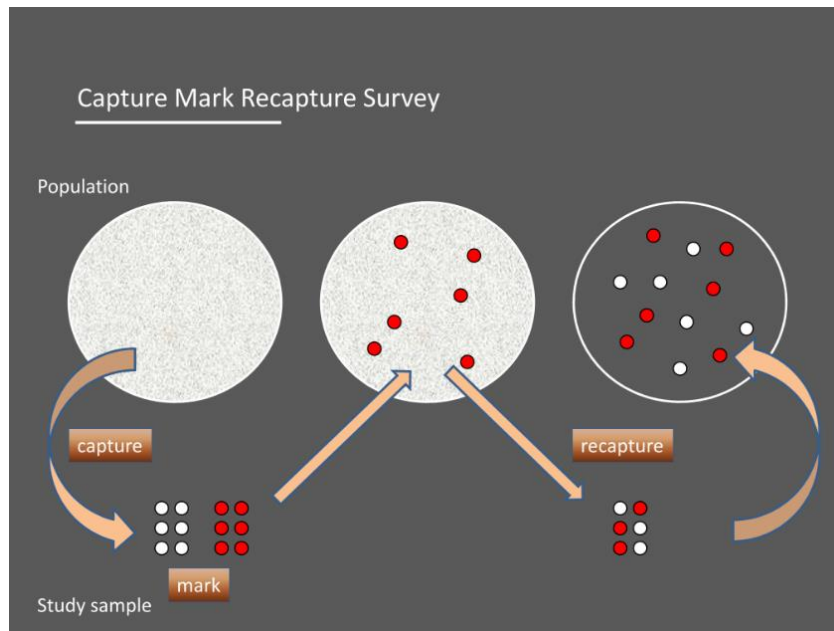 Capture Mark Recapture Survey
Population
capture
recapture
mark
Study sample